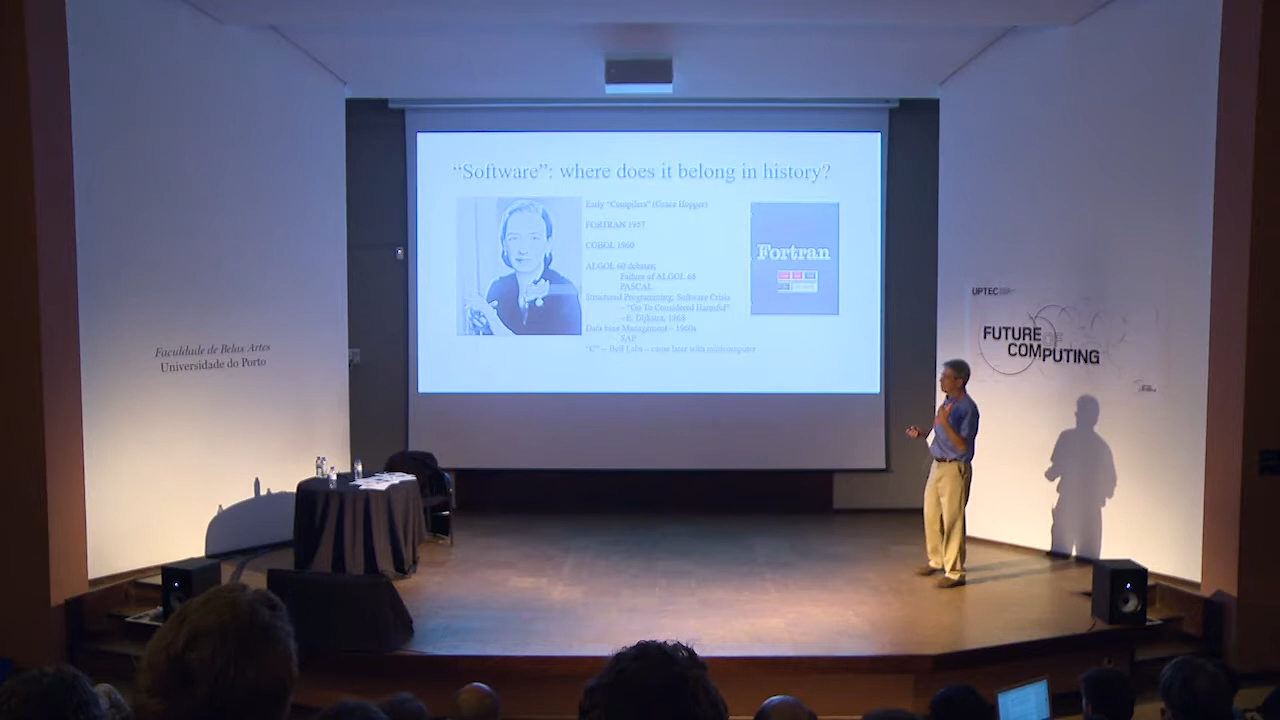 “Software”: where does it belong in history?
Early “Compilers” (Grace Hopper)
FORTRAN 1957
COBOL 1960
ALGOL 60 debates;
Failure of ALGOL 68
PASCAL
Structured Programming; Software Crisis
– “Go To Considered Harmful”
–E. Dijkstra, 1968
Data base Management – 1960s
SAP
“C” – Bell Labs – came later with minicomputer
Fortran
Faculdade de Belas Artes
Universidade do Porto
UPTEC
FUTURE
OF
COMPUTING